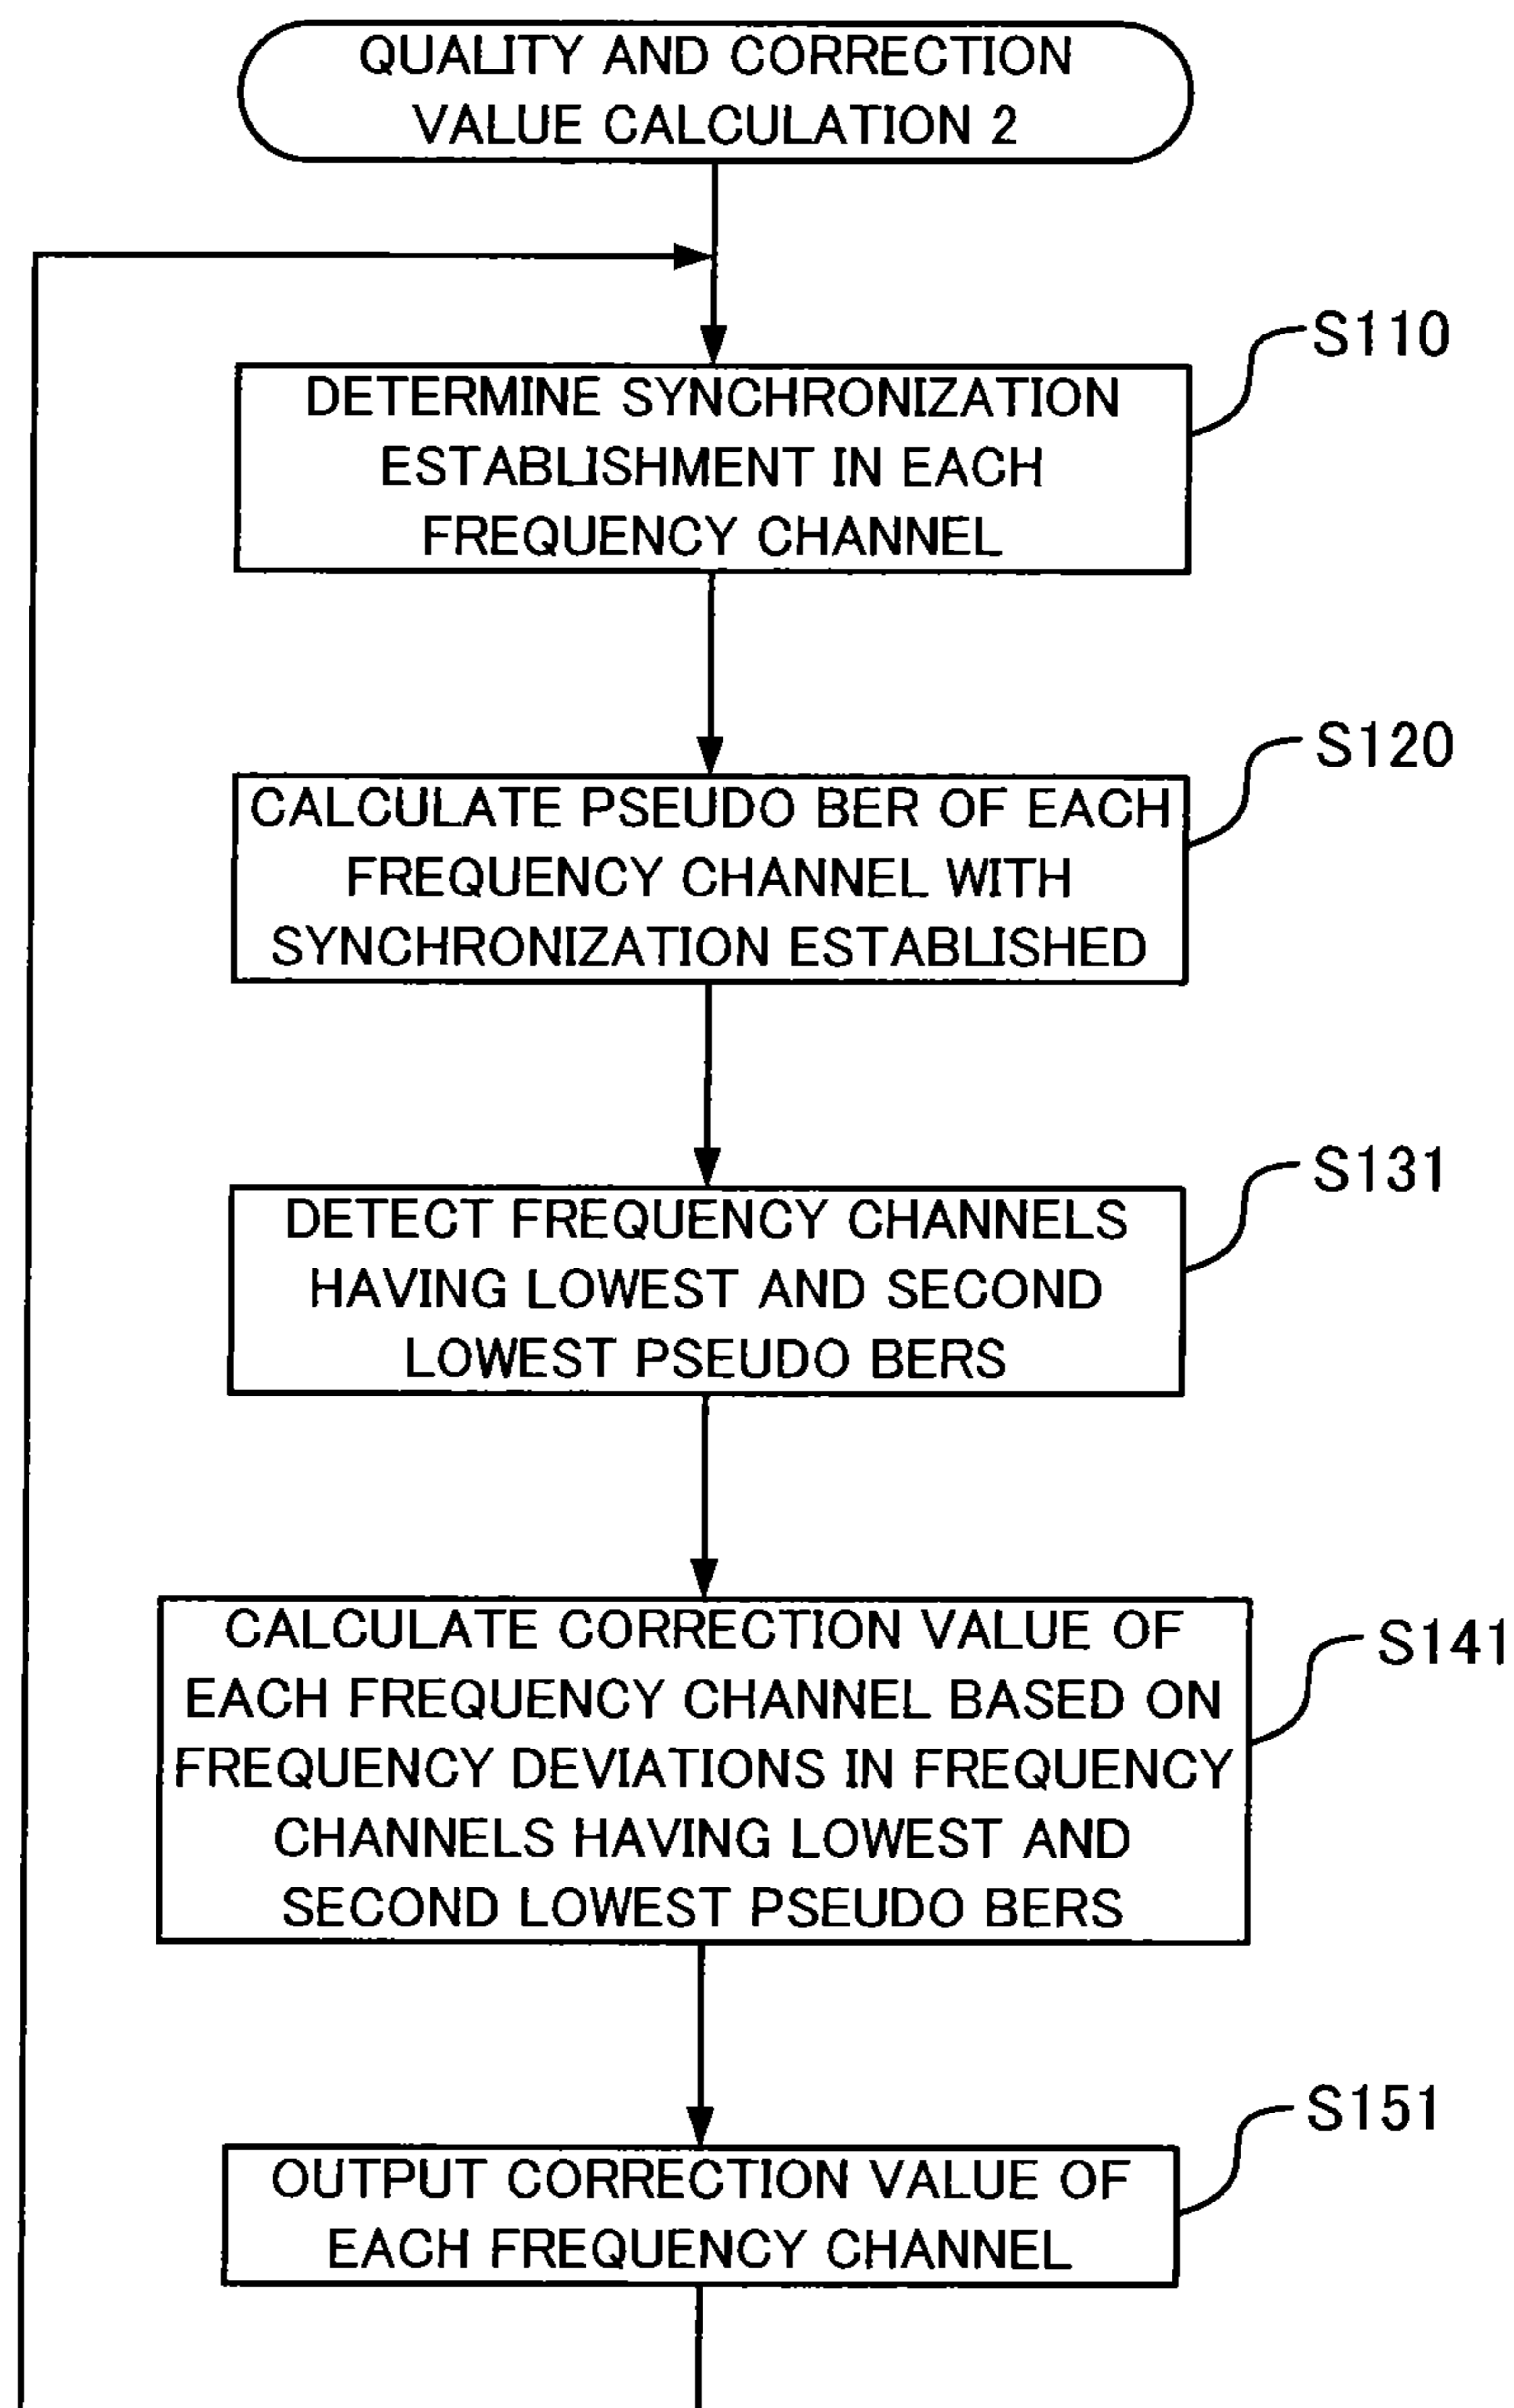 QUALITY AND CORRECTION
VALUE CALCULATION 2
S110
DETERMINE SYNCHRONIZATION
ESTABLISHMENT IN EACH
FREQUENCY CHANNEL
S120
CALCULATE PSEUDO BER OF EACH
FREQUENCY CHANNEL WITH
SYNCHRONIZATION ESTABLISHED
S131
DETECT FREQUENCY CHANNELS
HAVING LOWEST AND SECOND
LOWEST PSEUDO BERS
S141
CALCULATE CORRECTION VALUE OF
EACH FREQUENCY CHANNEL BASED ON
FREQUENCY DEVIATIONS IN FREQUENCY
CHANNELS HAVING LOWEST AND
SECOND LOWEST PSEUDO BERS
S151
OUTPUT CORRECTION VALUE OF
EACH FREQUENCY CHANNEL